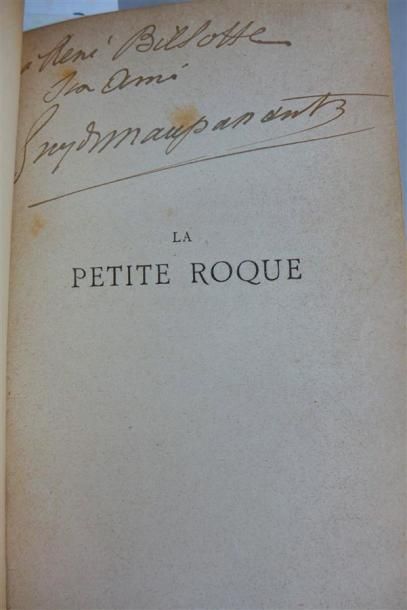 à René Billotte
son Ami
Guy de Maupassant
LA
PETITE ROQUE